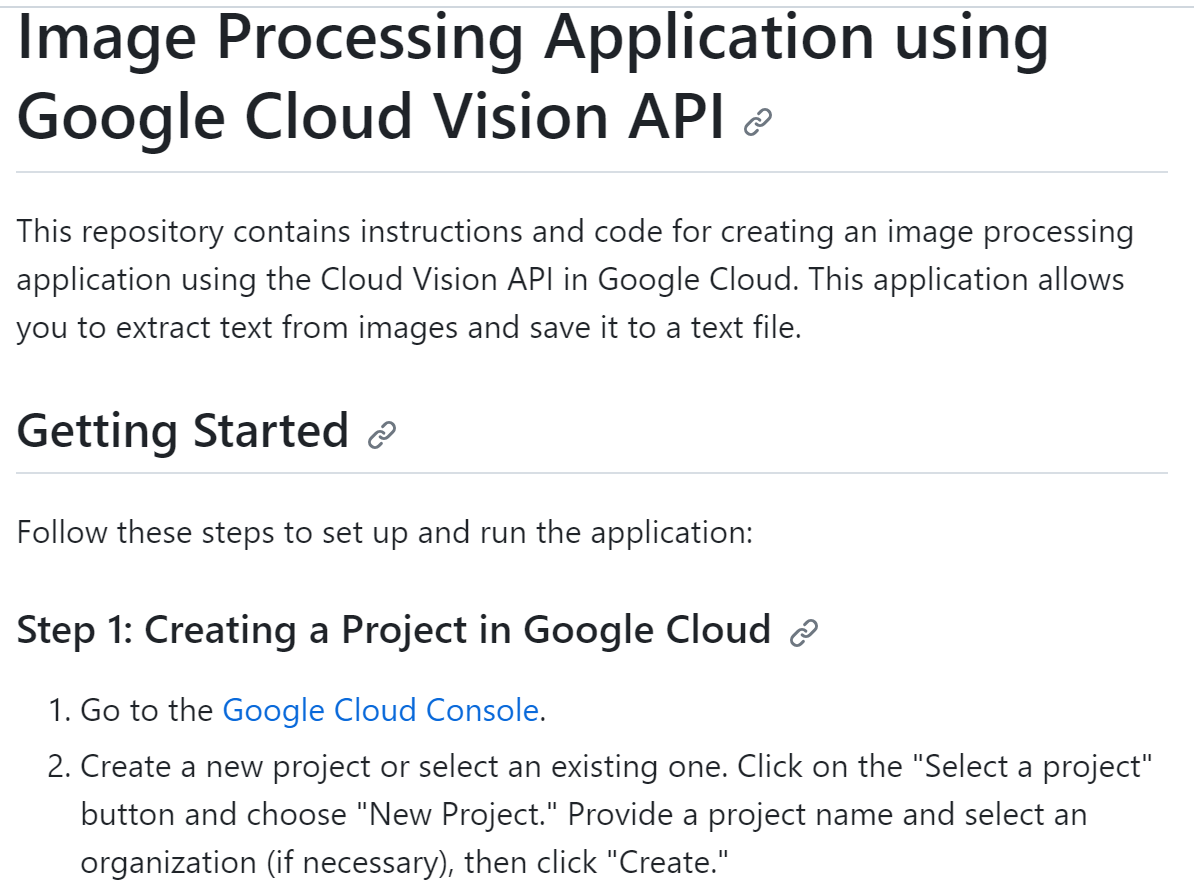 Image Processing Application using
Google Cloud Vision API
This repository contains instructions and code for creating an image processing
application using the Cloud Vision API in Google Cloud. This application allows
you to extract text from images and save it to a text file.
Getting Started
Follow these steps to set up and run the application:
Step 1: Creating a Project in Google Cloud
1. Go to the Google Cloud Console.
2. Create a new project or select an existing one. Click on the "Select a project"
button and choose "New Project." Provide a project name and select an
organization (if necessary), then click "Create."